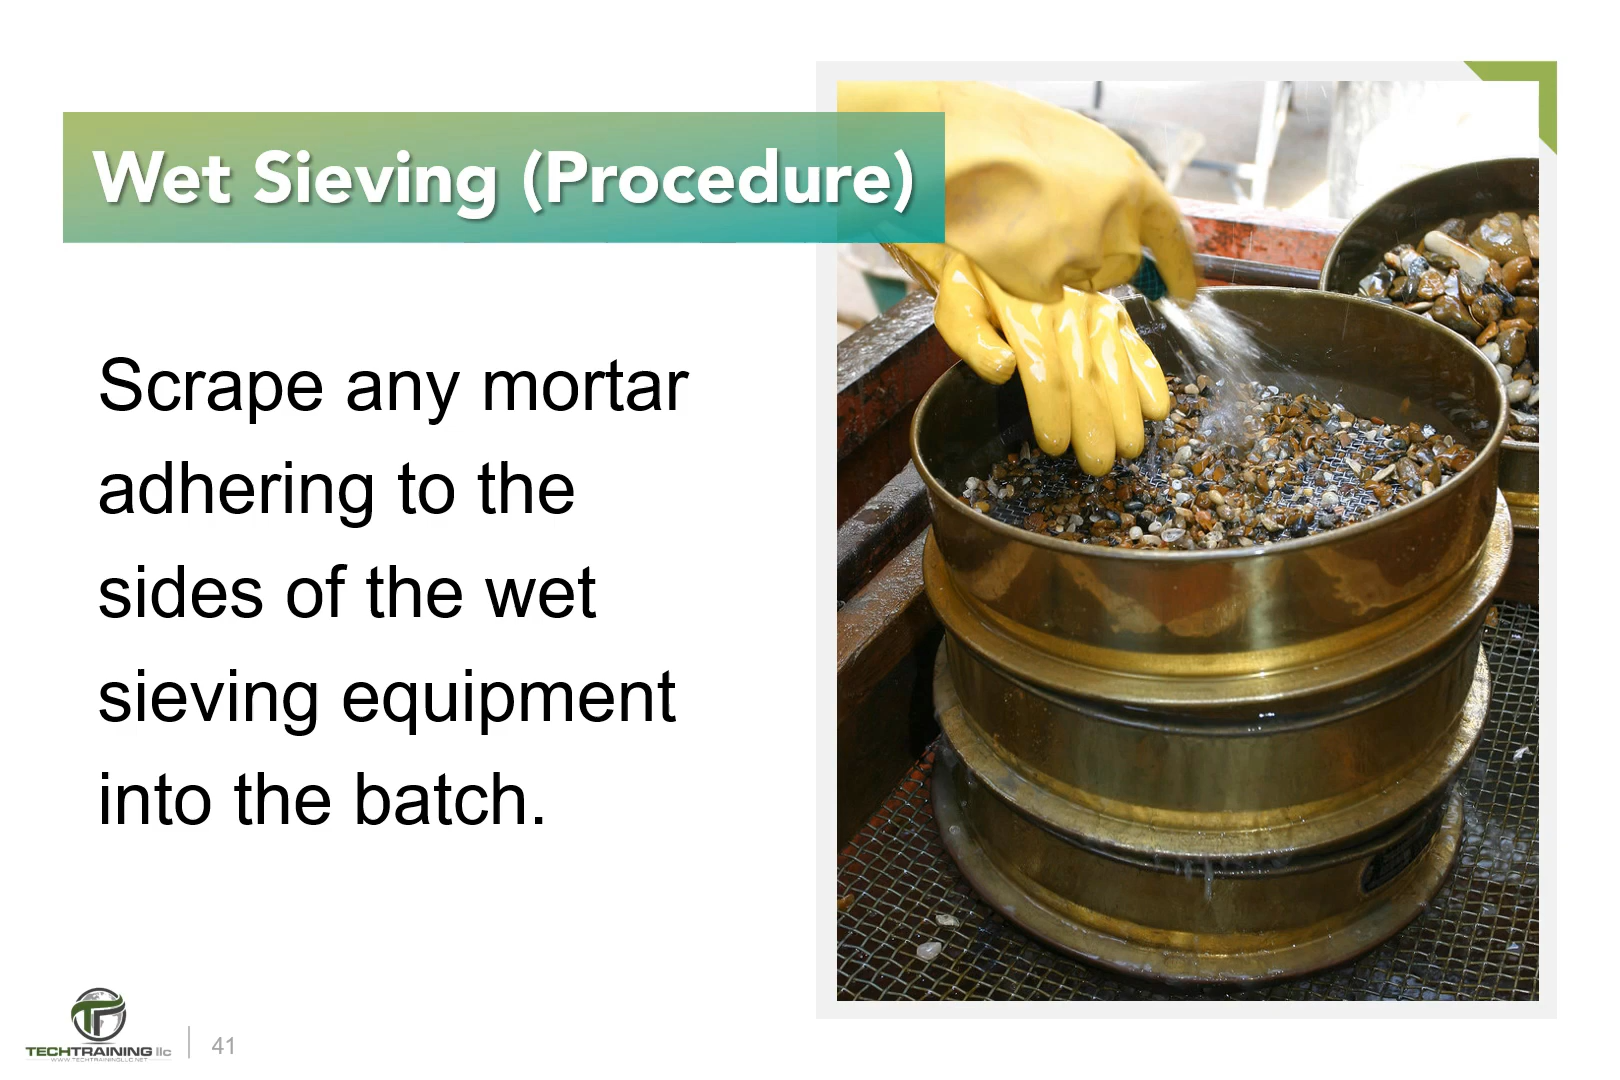 Wet Sieving (Procedure)
Scrape any mortar
adhering to the
sides of the wet
sieving equipment
into the batch.
TECHTRAINING llc
WWW.TECHTRAININGLLC.NET
41